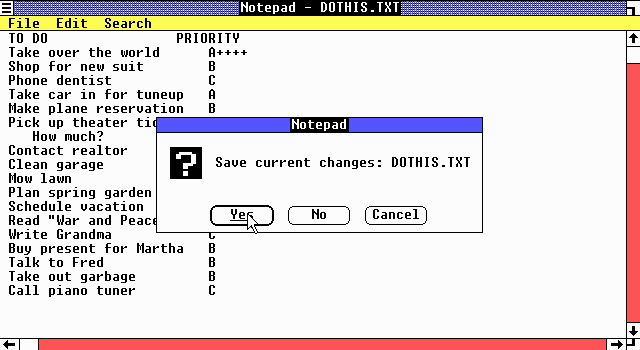 Notepad - DOTHIS.TXT
File Edit Search
TO DO PRIORITY
Take over the world A++++
Shop for new suit B
Phone dentist C
Take car in for tuneup A
Make plane reservation B
Pick up theater
How much?
Contact realtor
Clean garage
Mow lawn
Plan spring garden
Schedule vacation
Read "War and Peace
Write Grandma C
Buy present for Martha B
Talk to Fred B
Take out garbage B
Call piano tuner C
Notepad
Save current changes: DOTHIS.TXT
Yes No Cancel